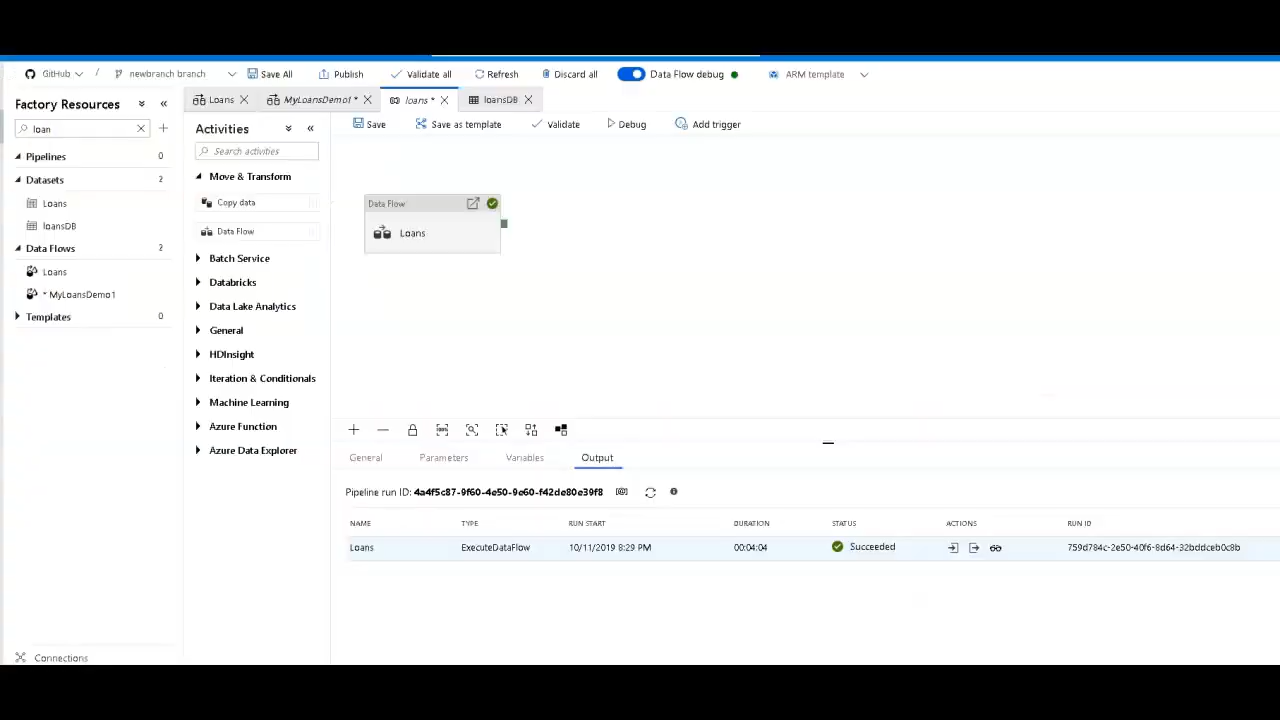 GitHub / newbranch branch Save All Publish Validate all Refresh Discard all Data Flow debug ARM template
Factory Resources
loan
Pipelines 0
Datasets 2
Loans
loansDB
Data Flows 2
Loans
* MyLoansDemo1
Templates 0
Connections
Loans MyLoansDemo1 * loans * loansDB
Activities
Search activities
Move & Transform
Copy data
Data Flow
Batch Service
Databricks
Data Lake Analytics
General
HDInsight
Iteration & Conditionals
Machine Learning
Azure Function
Azure Data Explorer
Save Save as template Validate Debug Add trigger
Data Flow
Loans
General Parameters Variables Output
Pipeline run ID: 4a4f5c87-9f60-4e50-9e60-f42de80e39f8
NAME TYPE RUN START DURATION STATUS ACTIONS RUN ID
Loans ExecuteDataFlow 10/11/2019 8:29 PM 00:04:04 Succeeded 759d784c-2e50-40f6-8d64-32bddceb0c8b